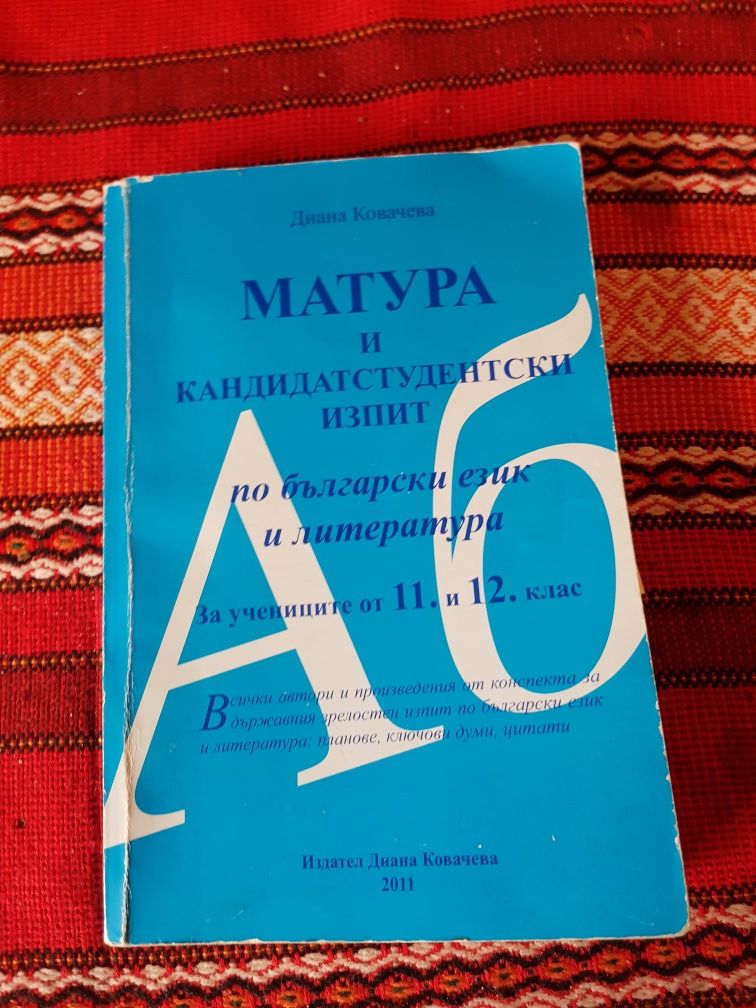 Диана Ковачева
МАТУРА
И
КАНДИДАТСТУДЕНТСКИ
ИЗПИТ
по български език
и литература
За учениците от 11. и 12. клас
Всички автори и произведения от конспекта за
държавния зрелостен изпит по български език
и литература: планове, ключови думи, цитати
Аб
Издател Диана Ковачева
2011